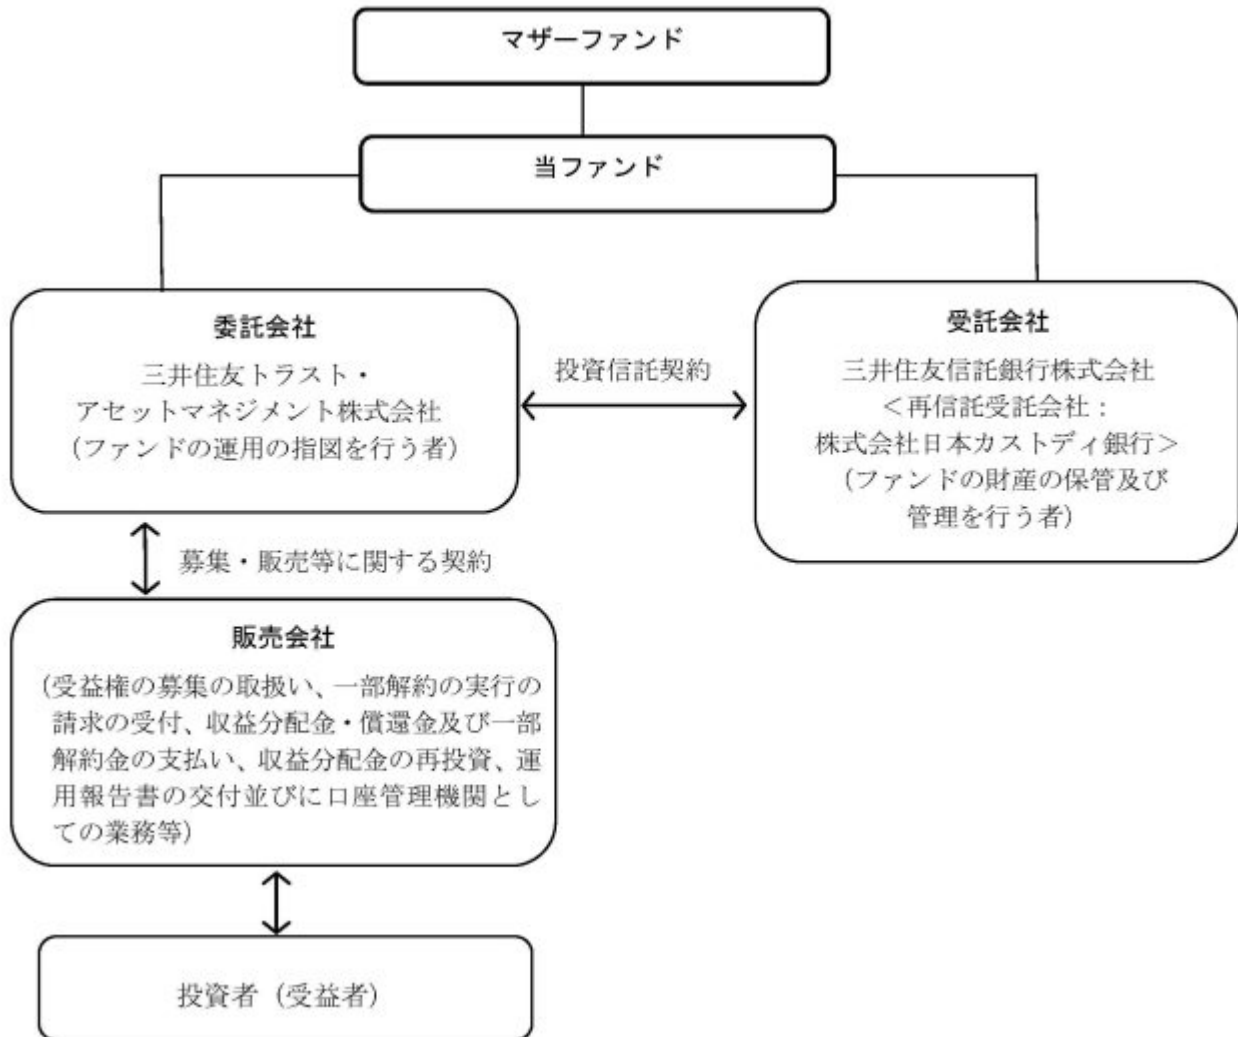 マザーファンド
当ファンド
委託会社
三井住友トラスト・
アセットマネジメント株式会社
（ファンドの運用の指図を行う者）
投資信託契約
受託会社
三井住友信託銀行株式会社
＜再信託受託会社：
株式会社日本カストディ銀行＞
（ファンドの財産の保管及び
管理を行う者）
募集・販売等に関する契約
販売会社
（受益権の募集の取扱い、一部解約の実行の
請求の受付、収益分配金・償還金及び一部
解約金の支払い、収益分配金の再投資、運
用報告書の交付並びに口座管理機関とし
ての業務等）
投資者（受益者）